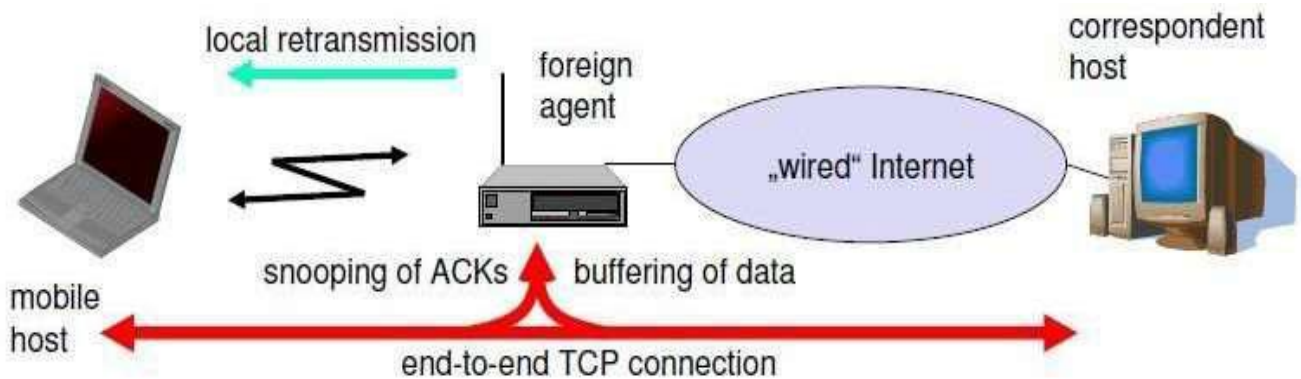 local retransmission
correspondent
host
foreign
agent
„wired“ Internet
snooping of ACKs
buffering of data
mobile
host
end-to-end TCP connection